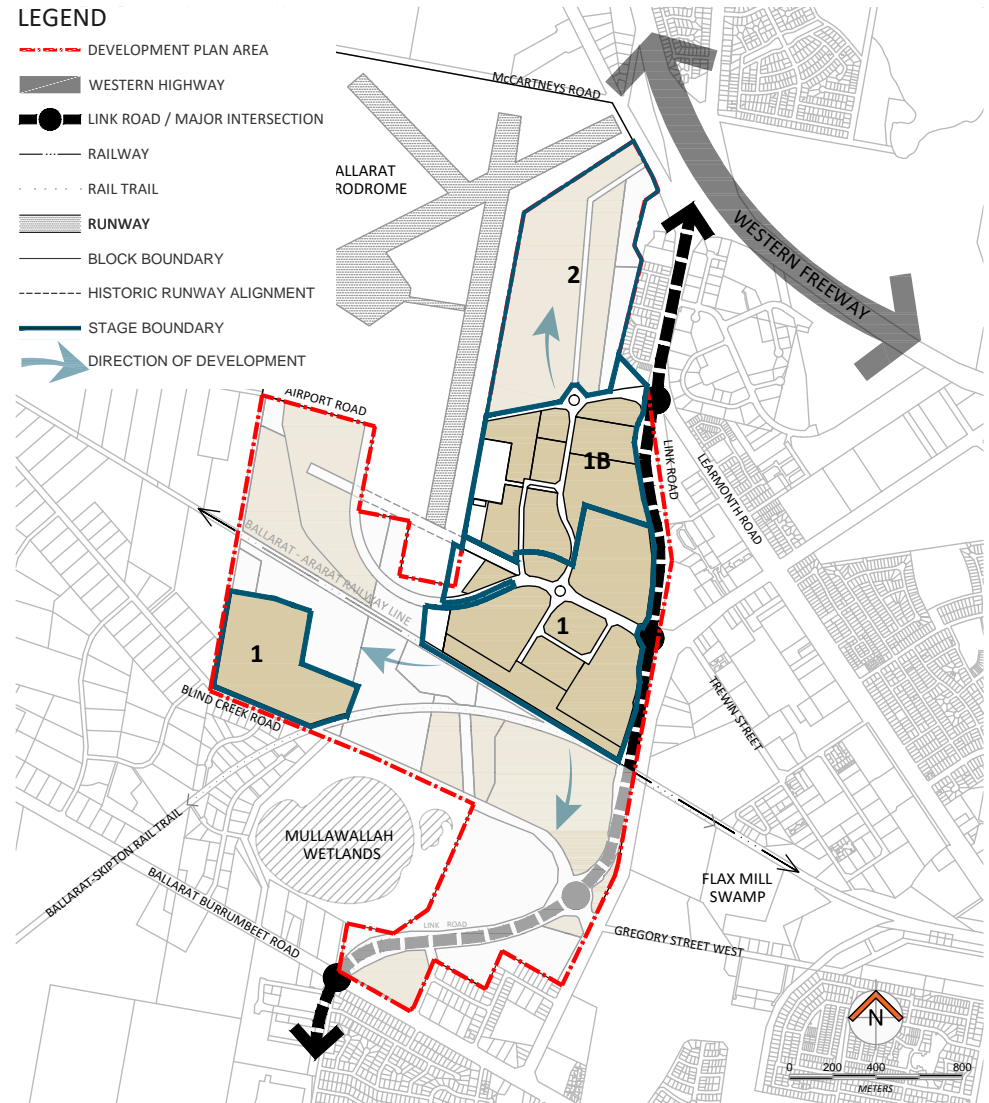 LEGEND
DEVELOPMENT PLAN AREA
WESTERN HIGHWAY
LINK ROAD / MAJOR INTERSECTION
RAILWAY
RAIL TRAIL
RUNWAY
BLOCK BOUNDARY
HISTORIC RUNWAY ALIGNMENT
STAGE BOUNDARY
DIRECTION OF DEVELOPMENT
McCARTNEYS ROAD
ALLARAT
RODROME
WESTERN FREEWAY
2
AIRPORT ROAD
1B
LINK ROAD
LEARMONTH ROAD
BALLARAT - ARARAT RAILWAY LINE
1
1
BLIND CREEK ROAD
TREWIN STREET
MULLAWALLAH
WETLANDS
BALLARAT-SKIPTON RAIL TRAIL
BALLARAT BURRUMBEET ROAD
FLAX MILL
SWAMP
LINK ROAD
GREGORY STREET WEST
N
0 200 400 800
METERS